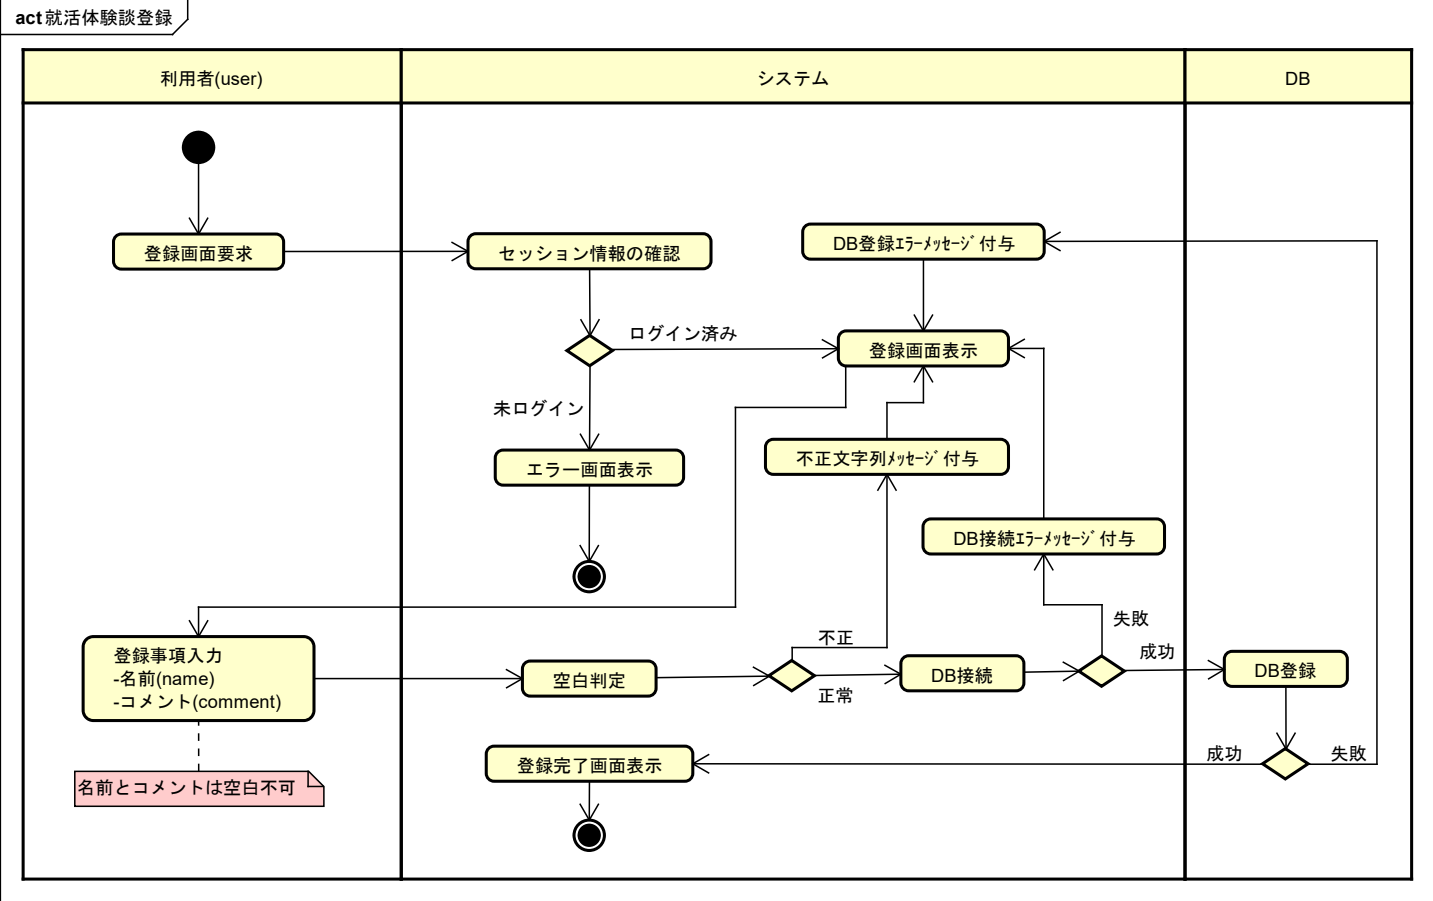 act 就活体験談登録
利用者(user)
システム
DB
登録画面要求
セッション情報の確認
DB登録ｴﾗｰﾒｯｾｰｼﾞ付与
ログイン済み
登録画面表示
未ログイン
エラー画面表示
不正文字列ﾒｯｾｰｼﾞ付与
DB接続ｴﾗｰﾒｯｾｰｼﾞ付与
失敗
登録事項入力
-名前(name)
-コメント(comment)
空白判定
不正
正常
DB接続
成功
DB登録
名前とコメントは空白不可
登録完了画面表示
成功
失敗